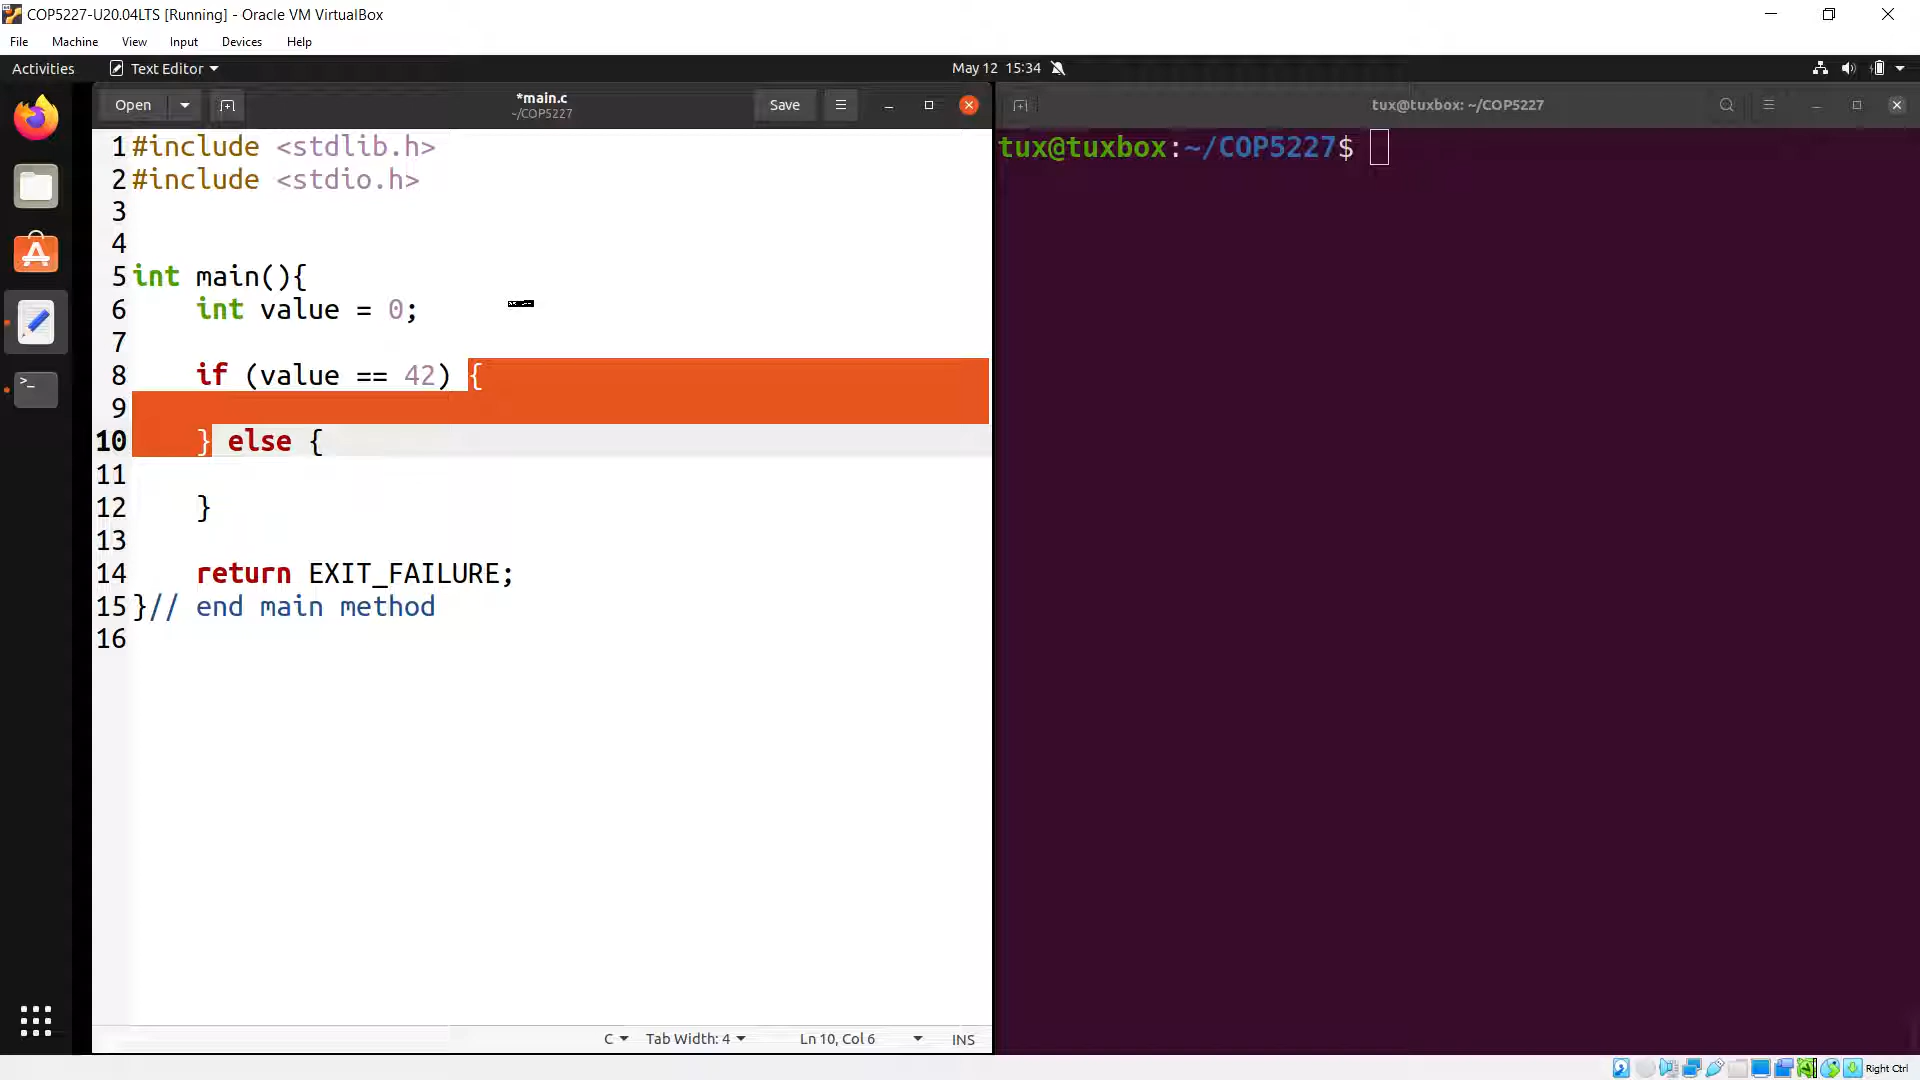 COP5227-U20.04LTS [Running] - Oracle VM VirtualBox
File Machine View Input Devices Help
Activities Text Editor May 12 15:34
Open *main.c Save
~/COP5227
tux@tuxbox: ~/COP5227
1 #include <stdlib.h>
2 #include <stdio.h>
3
4
5 int main(){
6     int value = 0;
7
8     if (value == 42) {
9
10     } else {
11
12     }
13
14     return EXIT_FAILURE;
15 }// end main method
16
C Tab Width: 4 Ln 10, Col 6 INS
tux@tuxbox:~/COP5227$
Right Ctrl